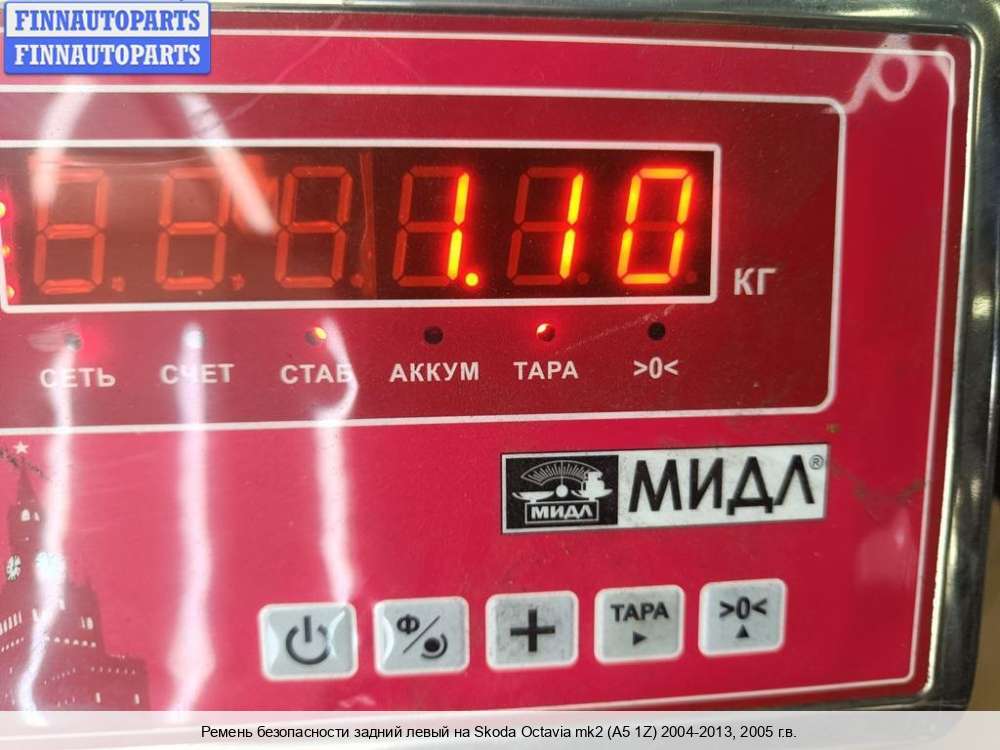 FINNAUTOPARTS
FINNAUTOPARTS
1.10
КГ
СЕТЬ СЧЕТ СТАБ АККУМ ТАРА >0<
МИДЛ МИДЛ®
Ф ТАРА >0<
Ремень безопасности задний левый на Skoda Octavia mk2 (A5 1Z) 2004-2013, 2005 г.в.